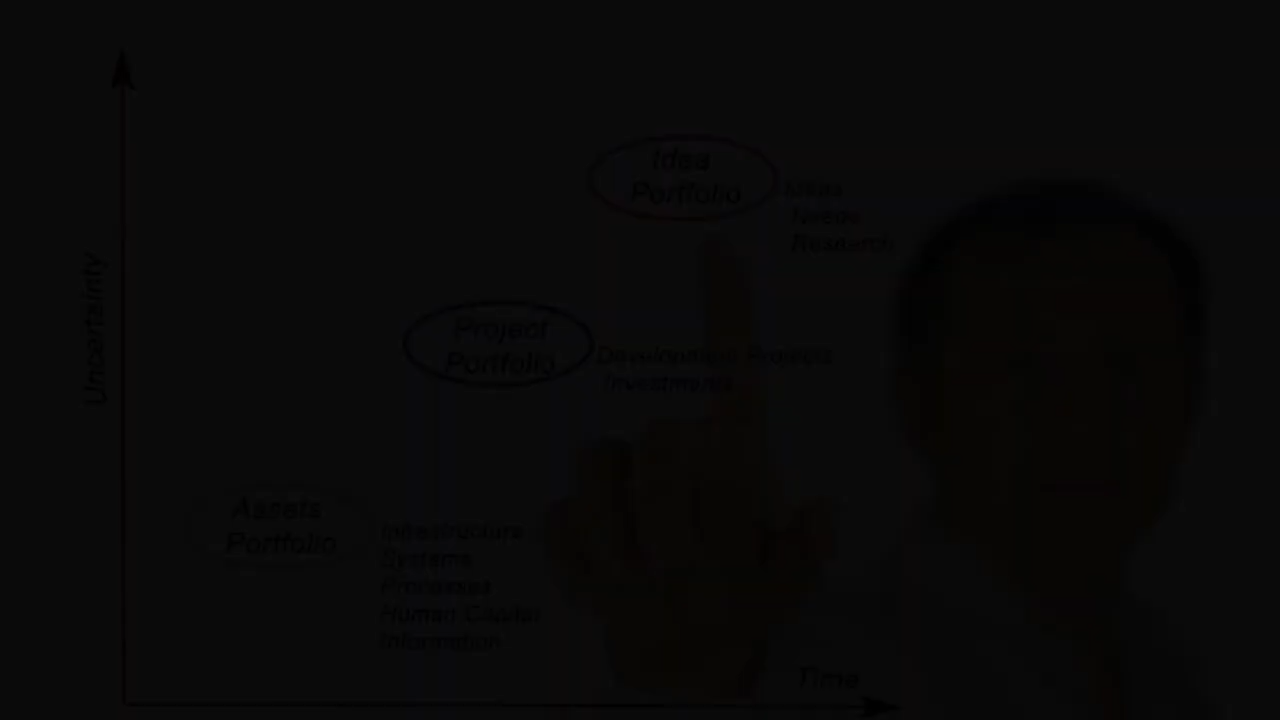 Idea
Portfolio
Ideas
Needs
Research
Uncertainty
Project
Portfolio
Development Projects
Investments
Assets
Portfolio
Infrastructure
Systems
Processes
Human Capital
Information
Time